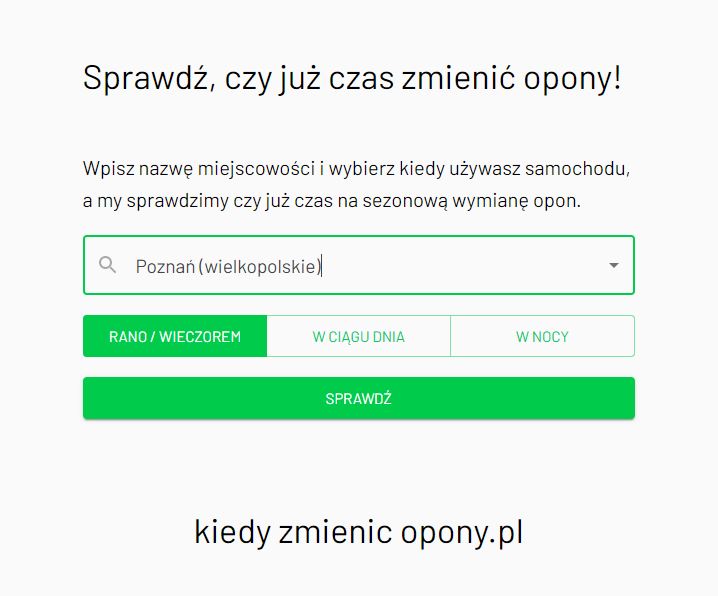 Sprawdź, czy już czas zmienić opony!
Wpisz nazwę miejscowości i wybierz kiedy używasz samochodu,
a my sprawdzimy czy już czas na sezonową wymianę opon.
Poznań (wielkopolskie)
RANO / WIECZOREM
W CIĄGU DNIA
W NOCY
SPRAWDŹ
kiedy zmienic opony.pl